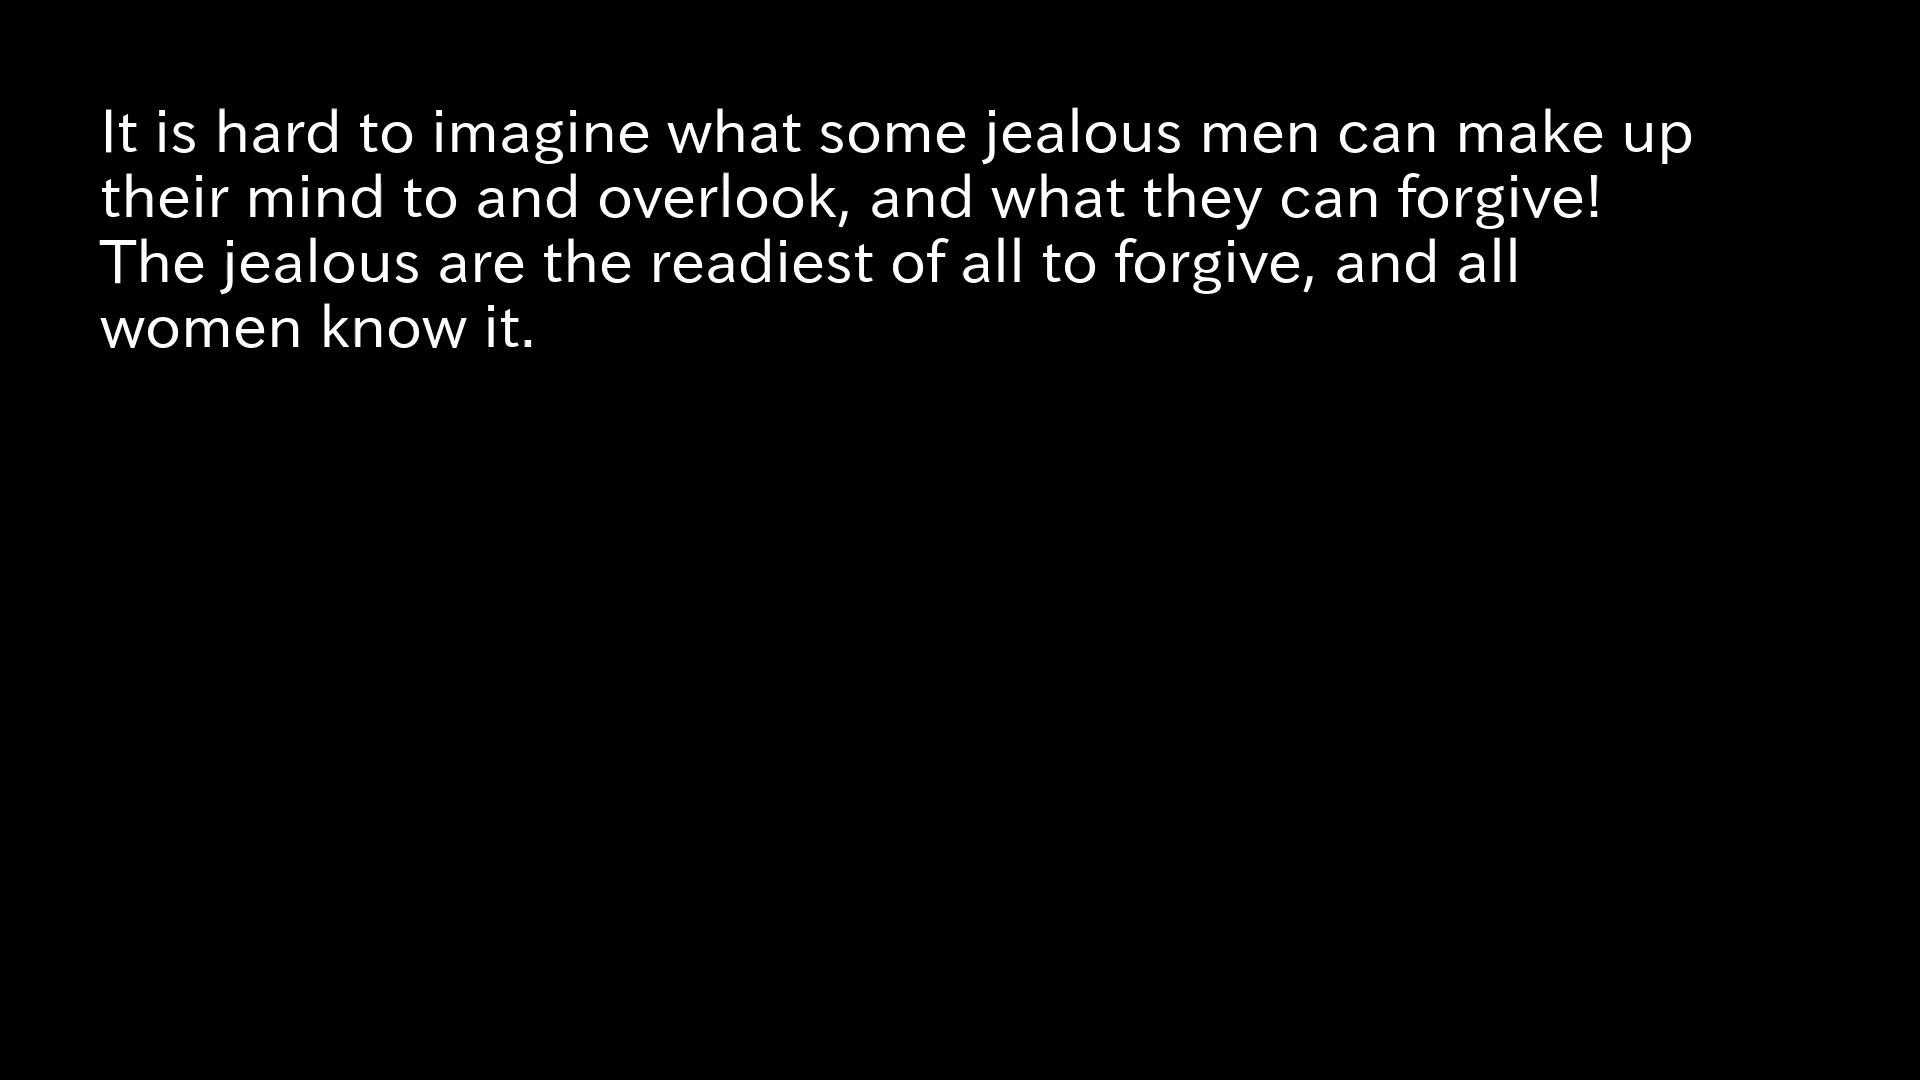 It is hard to imagine what some jealous men can make up
their mind to and overlook, and what they can forgive!
The jealous are the readiest of all to forgive, and all
women know it.